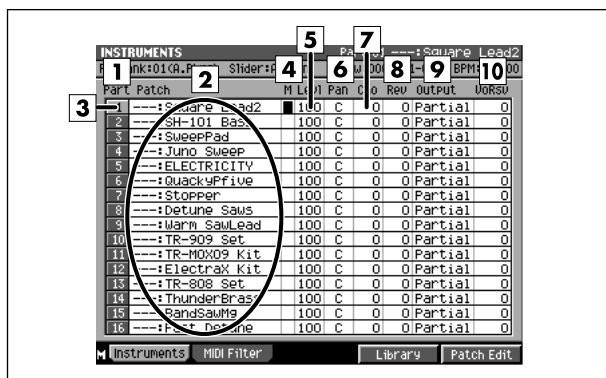 5 7
INSTRUMENTS Square Lead2
1 2 4 6 8 9 10
Part Patch M Levl Pan Cho Rev Output VoRsv
3
1 ---:Square Lead2 100 C 0 0 Partial 0
2 ---:SH-101 Bass 100 C 0 0 Partial 0
3 ---:SweepPad 100 C 0 0 Partial 0
4 ---:Juno Sweep 100 C 0 0 Partial 0
5 ---:ELECTRICITY 100 C 0 0 Partial 0
6 ---:QuackyPfive 100 C 0 0 Partial 0
7 ---:Stopper 100 C 0 0 Partial 0
8 ---:Detune Saws 100 C 0 0 Partial 0
9 ---:Warm SawLead 100 C 0 0 Partial 0
10 ---:TR-909 Set 100 C 0 0 Partial 0
11 ---:TR-MOXO9 Kit 100 C 0 0 Partial 0
12 ---:ElectraX Kit 100 C 0 0 Partial 0
13 ---:TR-808 Set 100 C 0 0 Partial 0
14 ---:ThunderBrass 100 C 0 0 Partial 0
15 ---:BandSawMg 100 C 0 0 Partial 0
16 ---:Fast Detune 100 C 0 0 Partial 0
M Instruments MIDI Filter Library Patch Edit